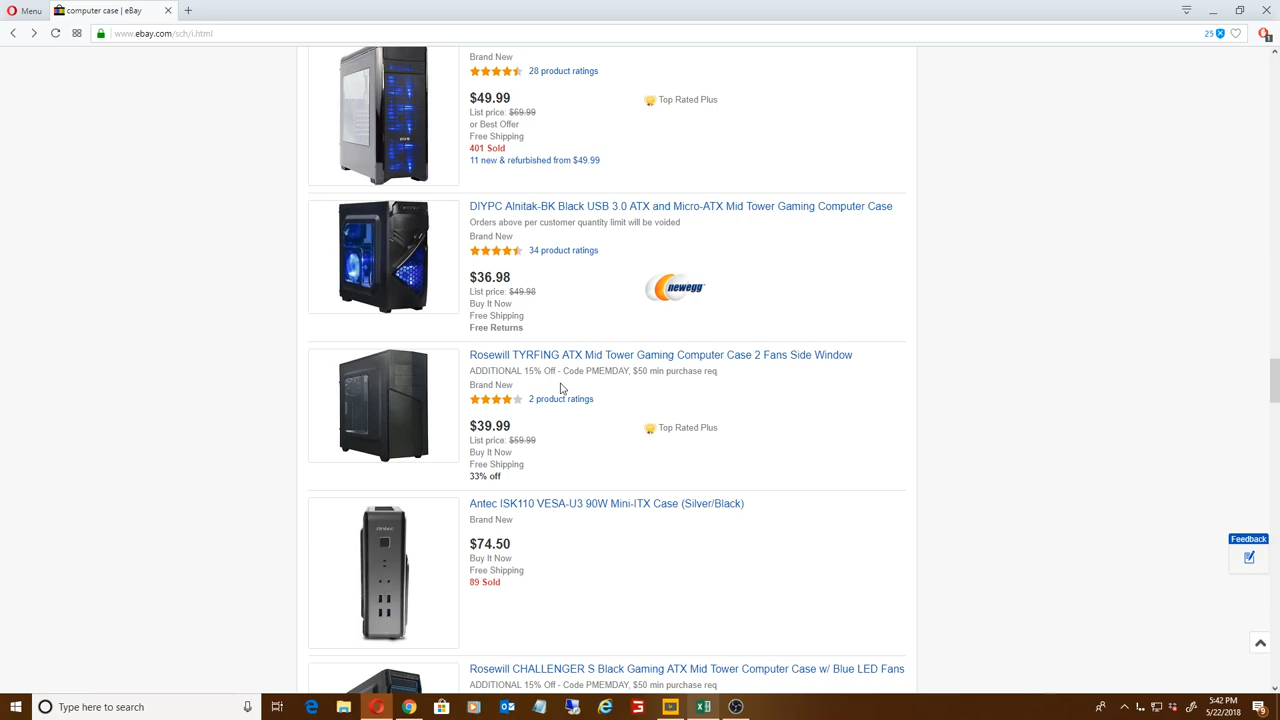 Menu
computer case | eBay
www.ebay.com/sch/i.html
25
1
Brand New
28 product ratings
$49.99
Top Rated Plus
List price: $69.99
or Best Offer
Free Shipping
401 Sold
11 new & refurbished from $49.99
DIYPC Alnitak-BK Black USB 3.0 ATX and Micro-ATX Mid Tower Gaming Computer Case
Orders above per customer quantity limit will be voided
Brand New
34 product ratings
$36.98
newegg
List price: $49.98
Buy It Now
Free Shipping
Free Returns
Rosewill TYRFING ATX Mid Tower Gaming Computer Case 2 Fans Side Window
ADDITIONAL 15% Off - Code PMEMDAY, $50 min purchase req
Brand New
2 product ratings
$39.99
Top Rated Plus
List price: $59.99
Buy It Now
Free Shipping
33% off
Antec ISK110 VESA-U3 90W Mini-ITX Case (Silver/Black)
Brand New
$74.50
Buy It Now
Free Shipping
89 Sold
Feedback
Rosewill CHALLENGER S Black Gaming ATX Mid Tower Computer Case w/ Blue LED Fans
ADDITIONAL 15% Off - Code PMEMDAY, $50 min purchase req
Type here to search
5:42 PM
5/22/2018